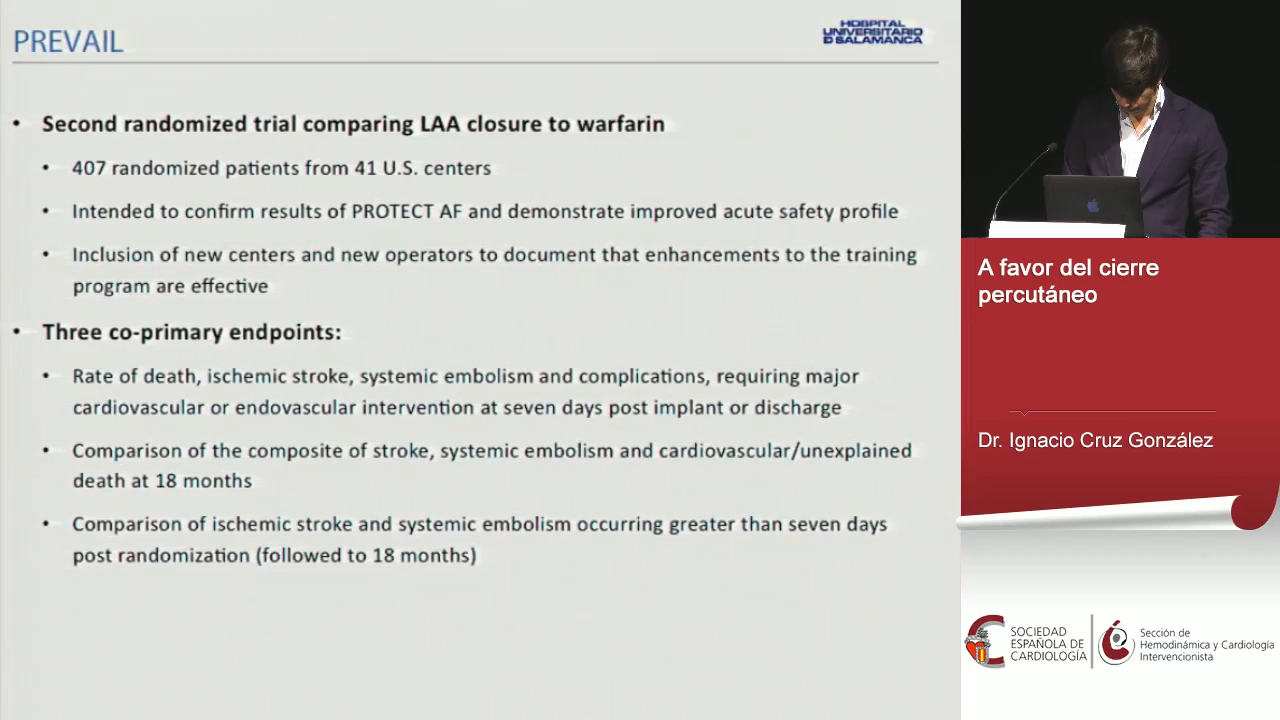 PREVAIL
HOSPITAL
UNIVERSITARIO
D SALAMANCA
• Second randomized trial comparing LAA closure to warfarin
• 407 randomized patients from 41 U.S. centers
• Intended to confirm results of PROTECT AF and demonstrate improved acute safety profile
• Inclusion of new centers and new operators to document that enhancements to the training
program are effective
• Three co-primary endpoints:
• Rate of death, ischemic stroke, systemic embolism and complications, requiring major
cardiovascular or endovascular intervention at seven days post implant or discharge
• Comparison of the composite of stroke, systemic embolism and cardiovascular/unexplained
death at 18 months
• Comparison of ischemic stroke and systemic embolism occurring greater than seven days
post randomization (followed to 18 months)
A favor del cierre
percutáneo
Dr. Ignacio Cruz González
SOCIEDAD
ESPAÑOLA DE
CARDIOLOGÍA
Sección de
Hemodinámica y Cardiología
Intervencionista